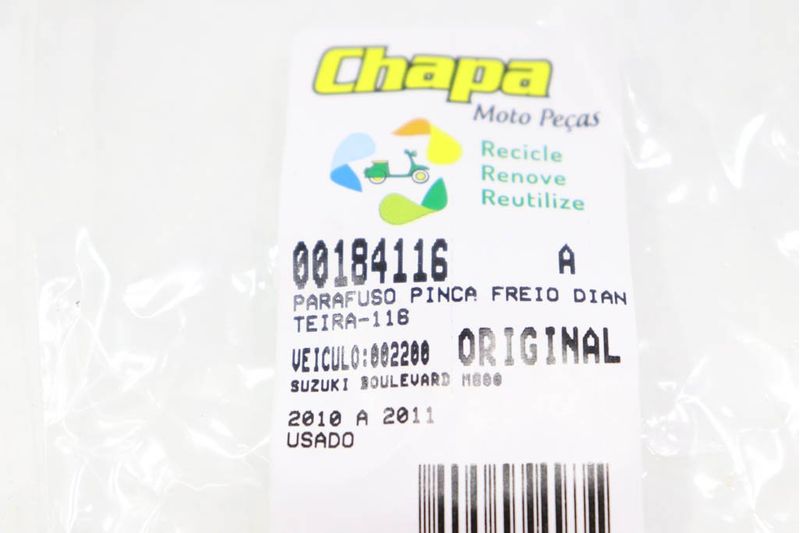 Chapa
Moto Peças
Recicle
Renove
Reutilize
00184116 A
PARAFUSO PINCA FREIO DIAN
TEIRA-116
VEICULO:002200 ORIGINAL
SUZUKI BOULEVARD M800
2010 A 2011
USADO